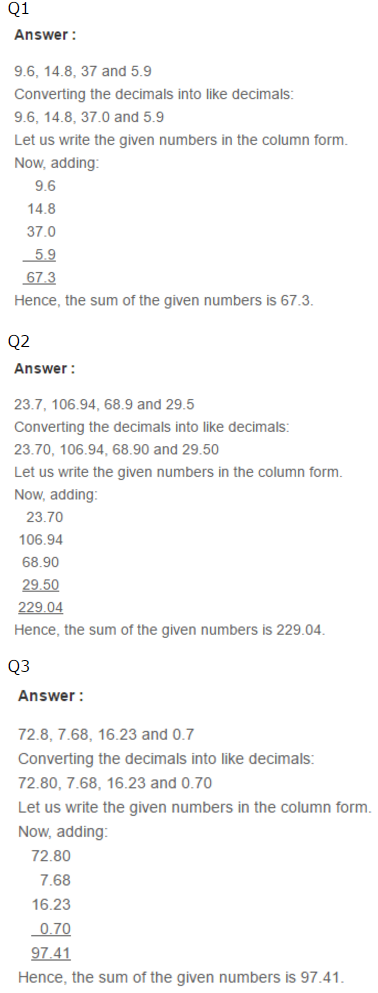 Q1
Answer :
9.6, 14.8, 37 and 5.9
Converting the decimals into like decimals:
9.6, 14.8, 37.0 and 5.9
Let us write the given numbers in the column form.
Now, adding:
9.6
14.8
37.0
5.9
67.3
Hence, the sum of the given numbers is 67.3.
Q2
Answer :
23.7, 106.94, 68.9 and 29.5
Converting the decimals into like decimals:
23.70, 106.94, 68.90 and 29.50
Let us write the given numbers in the column form.
Now, adding:
23.70
106.94
68.90
29.50
229.04
Hence, the sum of the given numbers is 229.04.
Q3
Answer :
72.8, 7.68, 16.23 and 0.7
Converting the decimals into like decimals:
72.80, 7.68, 16.23 and 0.70
Let us write the given numbers in the column form.
Now, adding:
72.80
7.68
16.23
0.70
97.41
Hence, the sum of the given numbers is 97.41.